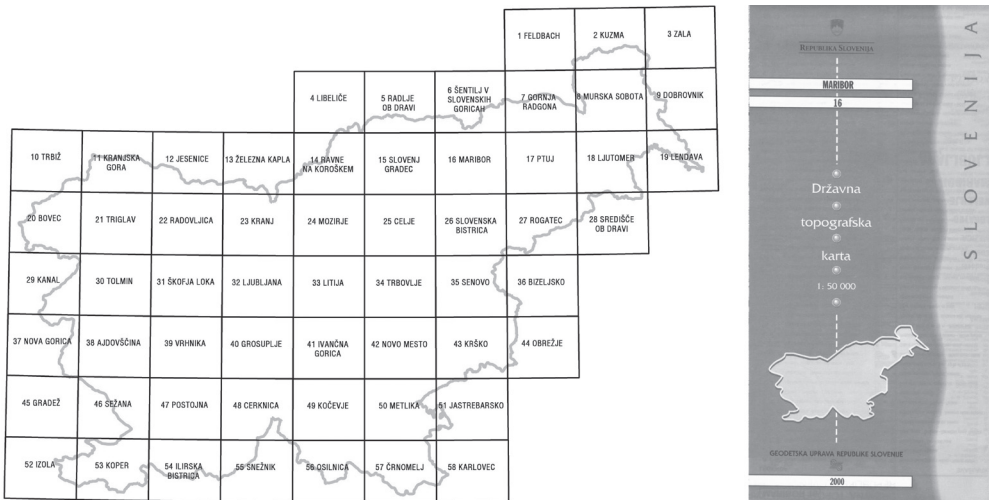 1 FELDBACH
2 KUZMA
3 ZALA
4 LIBELIČE
5 RADLJE
OB DRAVI
6 ŠENTILJ V
SLOVENSKIH
GORICAH
7 GORNJA
RADGONA
8 MURSKA SOBOTA
9 DOBROVNIK
10 TRBIŽ
11 KRANJSKA
GORA
12 JESENICE
13 ŽELEZNA KAPLA
14 RAVNE
NA KOROŠKEM
15 SLOVENJ
GRADEC
16 MARIBOR
17 PTUJ
18 LJUTOMER
19 LENDAVA
20 BOVEC
21 TRIGLAV
22 RADOVLJICA
23 KRANJ
24 MOZIRJE
25 CELJE
26 SLOVENSKA
BISTRICA
27 ROGATEC
28 SREDIŠČE
OB DRAVI
29 KANAL
30 TOLMIN
31 ŠKOFJA LOKA
32 LJUBLJANA
33 LITIJA
34 TRBOVLJE
35 SENOVO
36 BIZELJSKO
37 NOVA GORICA
38 AJDOVŠČINA
39 VRHNIKA
40 GROSUPLJE
41 IVANČNA
GORICA
42 NOVO MESTO
43 KRŠKO
44 OBREŽJE
45 GRADEŽ
46 SEŽANA
47 POSTOJNA
48 CERKNICA
49 KOČEVJE
50 METLIKA
51 JASTREBARSKO
52 IZOLA
53 KOPER
54 ILIRSKA
BISTRICA
55 SNEŽNIK
56 OSILNICA
57 ČRNOMELJ
58 KARLOVEC
REPUBLIKA SLOVENIJA
MARIBOR
16
Državna
topografska
karta
1: 50 000
GEODETSKA UPRAVA REPUBLIKE SLOVENIJE
2000
SLOVENIJA